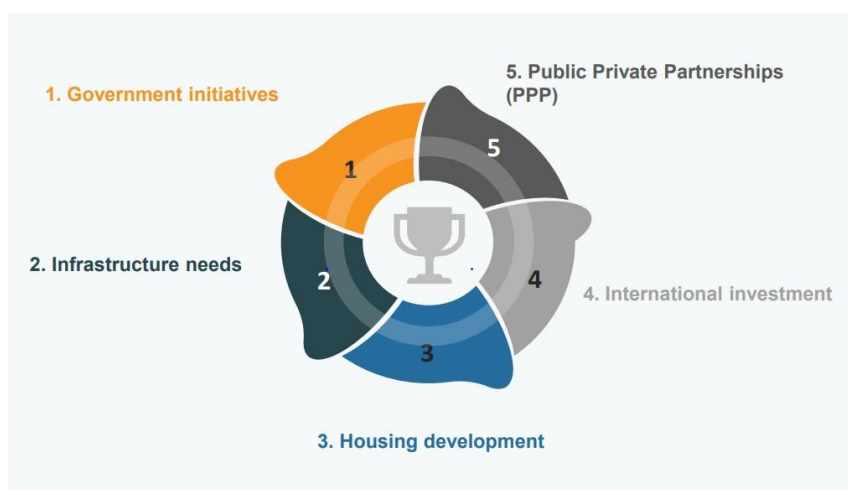 1. Government initiatives
5. Public Private Partnerships
(PPP)
1
5
2. Infrastructure needs
2
4
4. International investment
3
3. Housing development